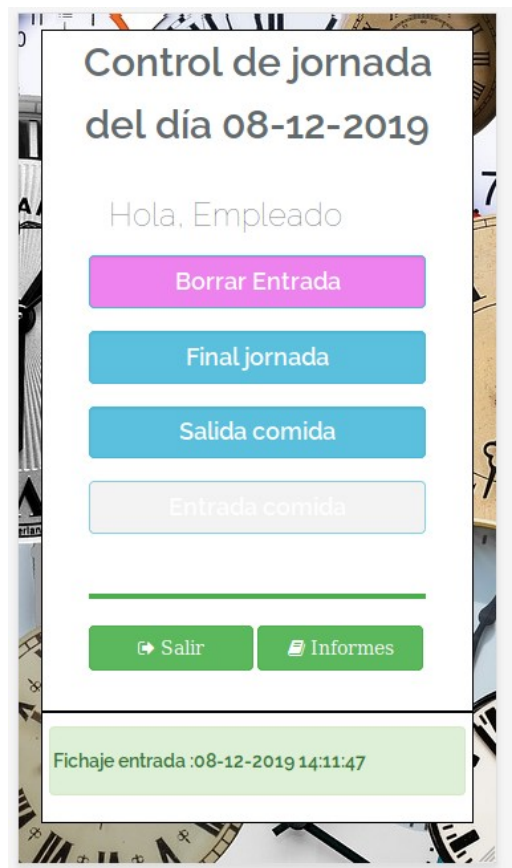 Control de jornada
del día 08-12-2019
Hola, Empleado
Borrar Entrada
Final jornada
Salida comida
Entrada comida
Salir
Informes
Fichaje entrada :08-12-2019 14:11:47